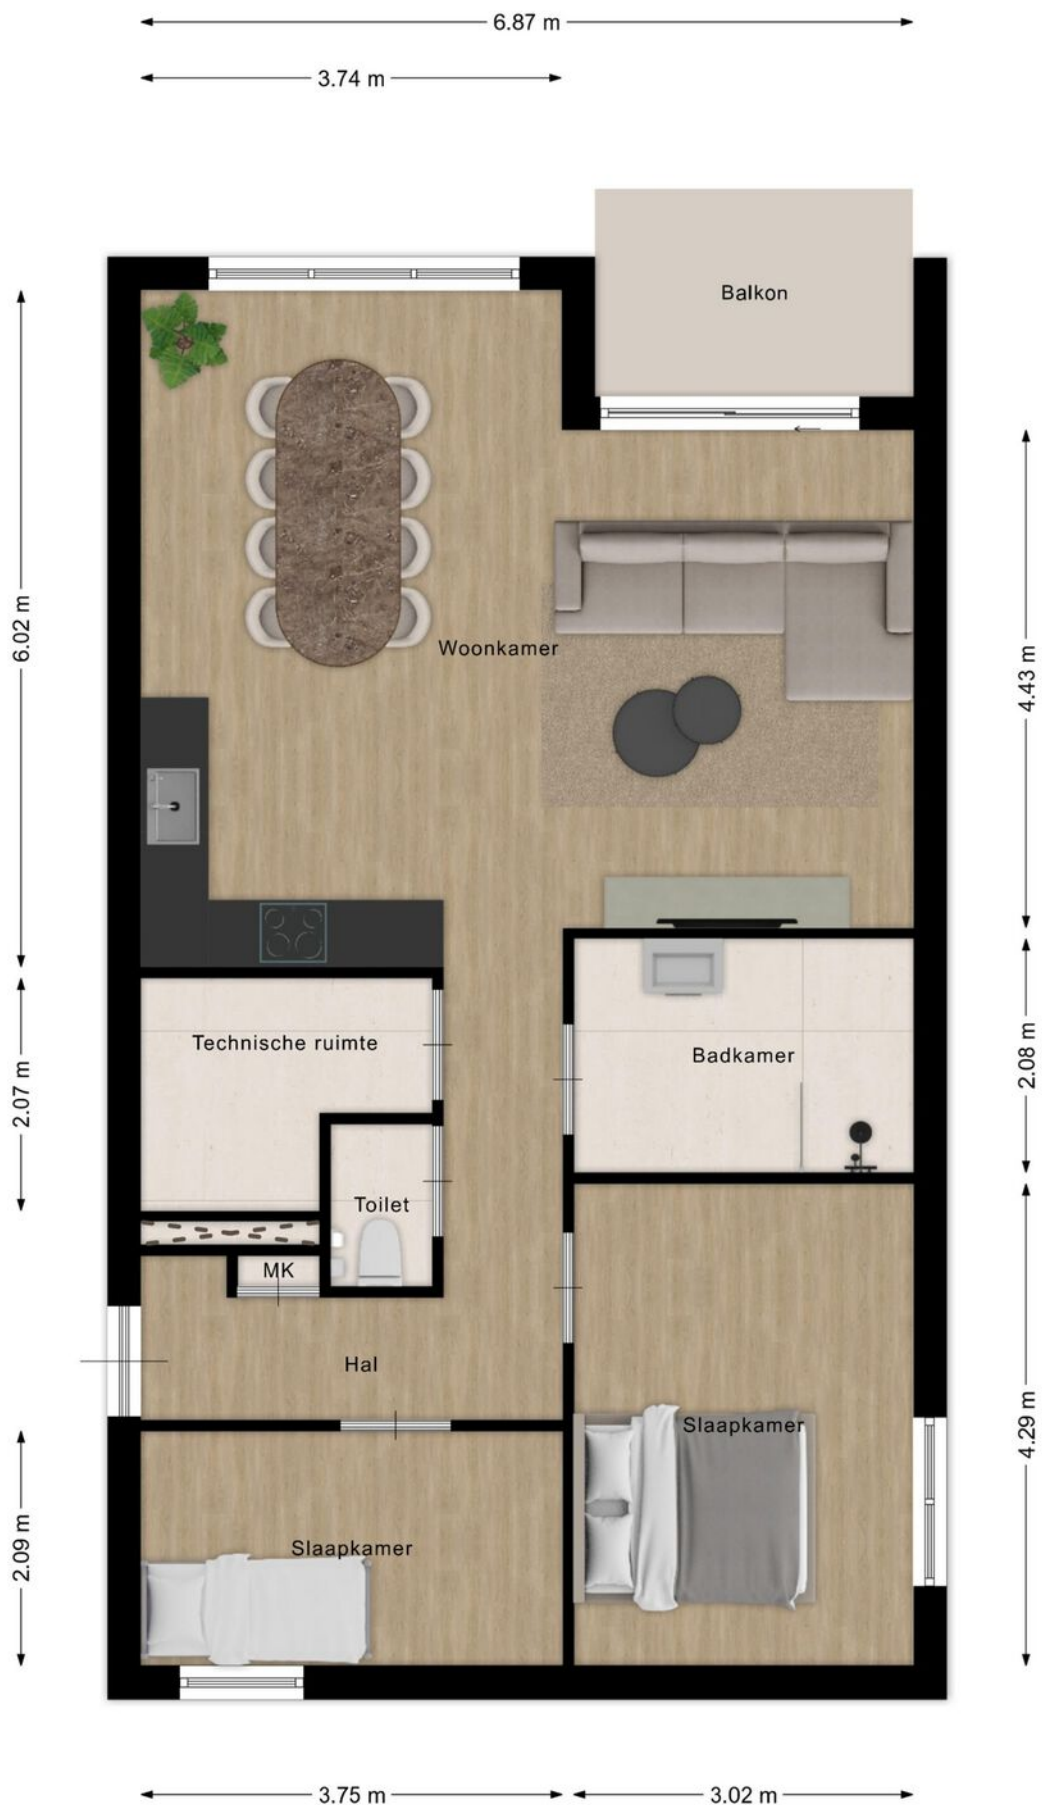 6.87 m
3.74 m
Balkon
6.02 m
Woonkamer
4.43 m
Technische ruimte
Badkamer
2.07 m
2.08 m
Toilet
MK
Hal
Slaapkamer
4.29 m
2.09 m
Slaapkamer
3.75 m
3.02 m